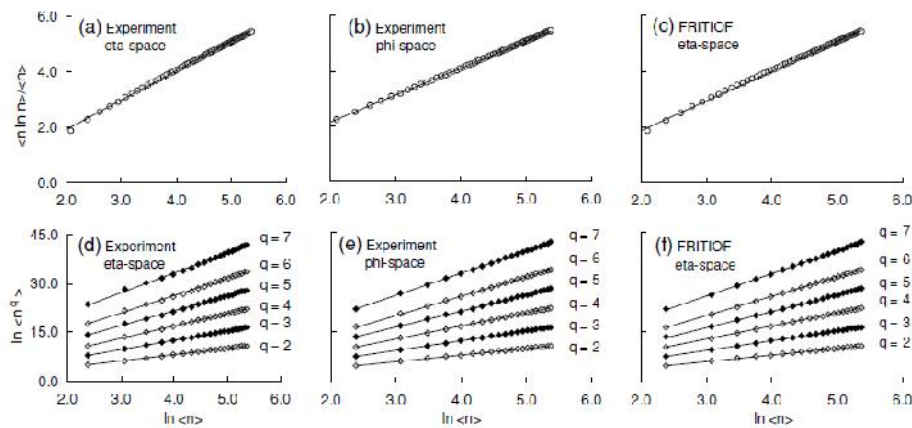 (a) Experiment
eta-space
(b) Experiment
phi-space
(c) FRITIOF
eta-space
6.0
4.0
2.0
0.0
<n ln n>/<n>
2.0 3.0 4.0 5.0 6.0
2.0 3.0 4.0 5.0 6.0
2.0 3.0 4.0 5.0 6.0
(d) Experiment
eta-space
q = 7
q = 6
q = 5
q = 4
q - 3
q - 2
(e) Experiment
phi-space
q - 7
q - 6
q = 5
q - 4
q - 3
q - 2
(f) FRITIOF
eta-space
q = 7
q = 6
q = 5
q = 4
q = 3
q = 2
45.0
30.0
15.0
0.0
ln <n^q>
2.0 3.0 4.0 5.0 6.0
2.0 3.0 4.0 5.0 6.0
2.0 3.0 4.0 5.0 6.0
ln <n>
ln <n>
ln <n>